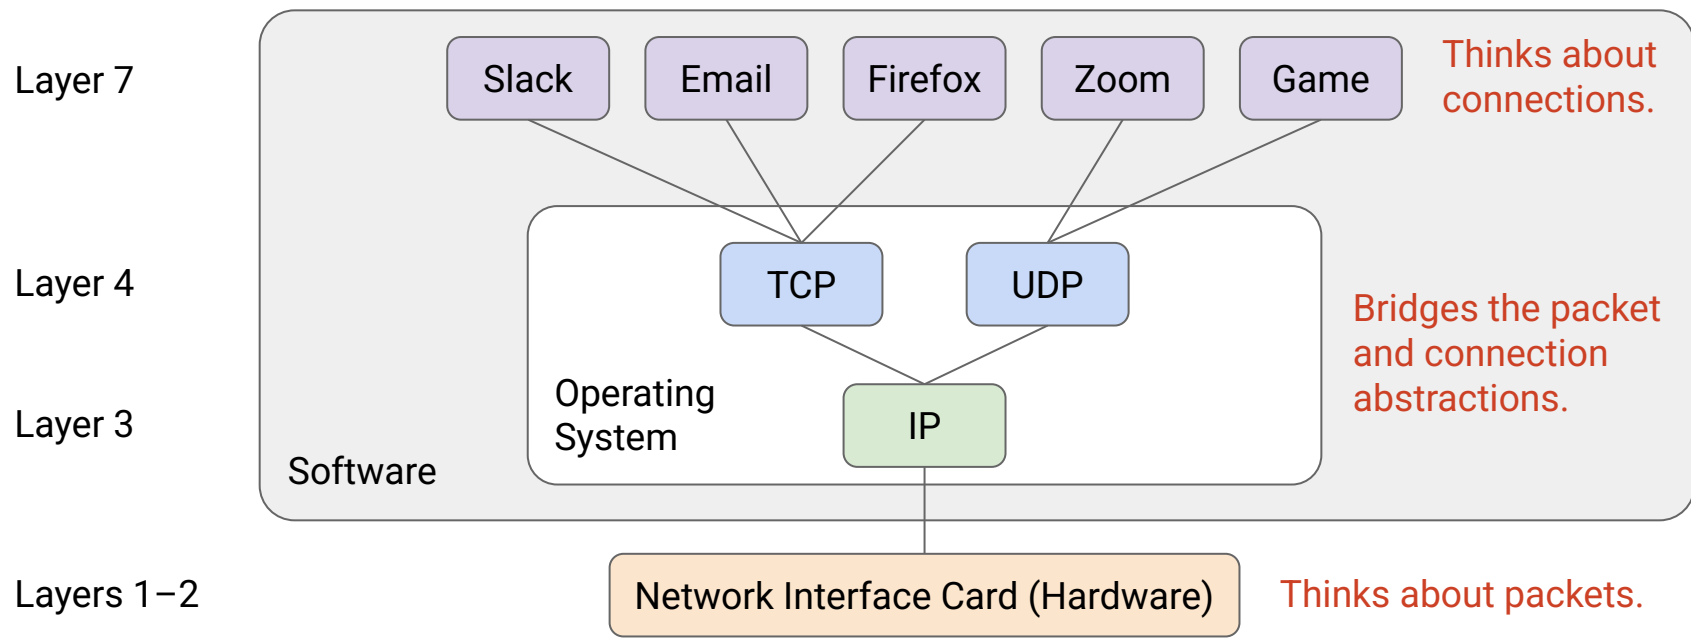 Layer 7
Slack
Email
Firefox
Zoom
Game
Thinks about
connections.
Layer 4
TCP
UDP
Bridges the packet
and connection
abstractions.
Operating
System
Layer 3
IP
Software
Layers 1–2
Network Interface Card (Hardware)
Thinks about packets.